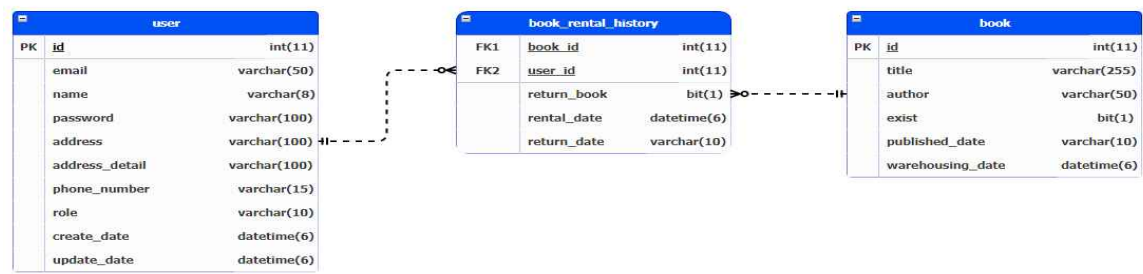 user
PK id int(11)
email varchar(50)
name varchar(8)
password varchar(100)
address varchar(100)
address_detail varchar(100)
phone_number varchar(15)
role varchar(10)
create_date datetime(6)
update_date datetime(6)
book_rental_history
FK1 book_id int(11)
FK2 user_id int(11)
return_book bit(1)
rental_date datetime(6)
return_date varchar(10)
book
PK id int(11)
title varchar(255)
author varchar(50)
exist bit(1)
published_date varchar(10)
warehousing_date datetime(6)